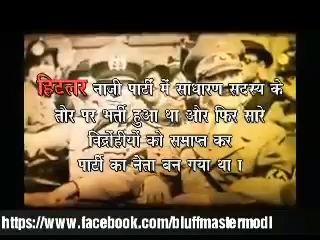 हिटलर नाज़ी पार्टी में साधारण सदस्य के
तौर पर भर्ती हुआ था और फिर सारे
विद्रोहीयों को समाप्त कर
पार्टी का नेता बन गया था ।
https://www.facebook.com/bluffmastermodI